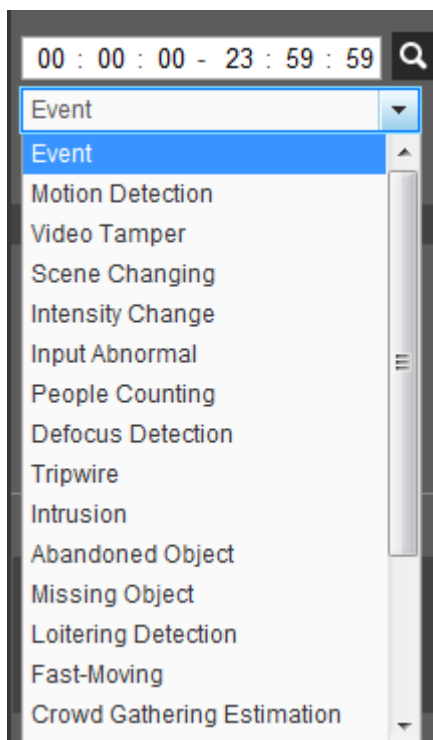 00 : 00 : 00 - 23 : 59 : 59
Event
Event
Motion Detection
Video Tamper
Scene Changing
Intensity Change
Input Abnormal
People Counting
Defocus Detection
Tripwire
Intrusion
Abandoned Object
Missing Object
Loitering Detection
Fast-Moving
Crowd Gathering Estimation